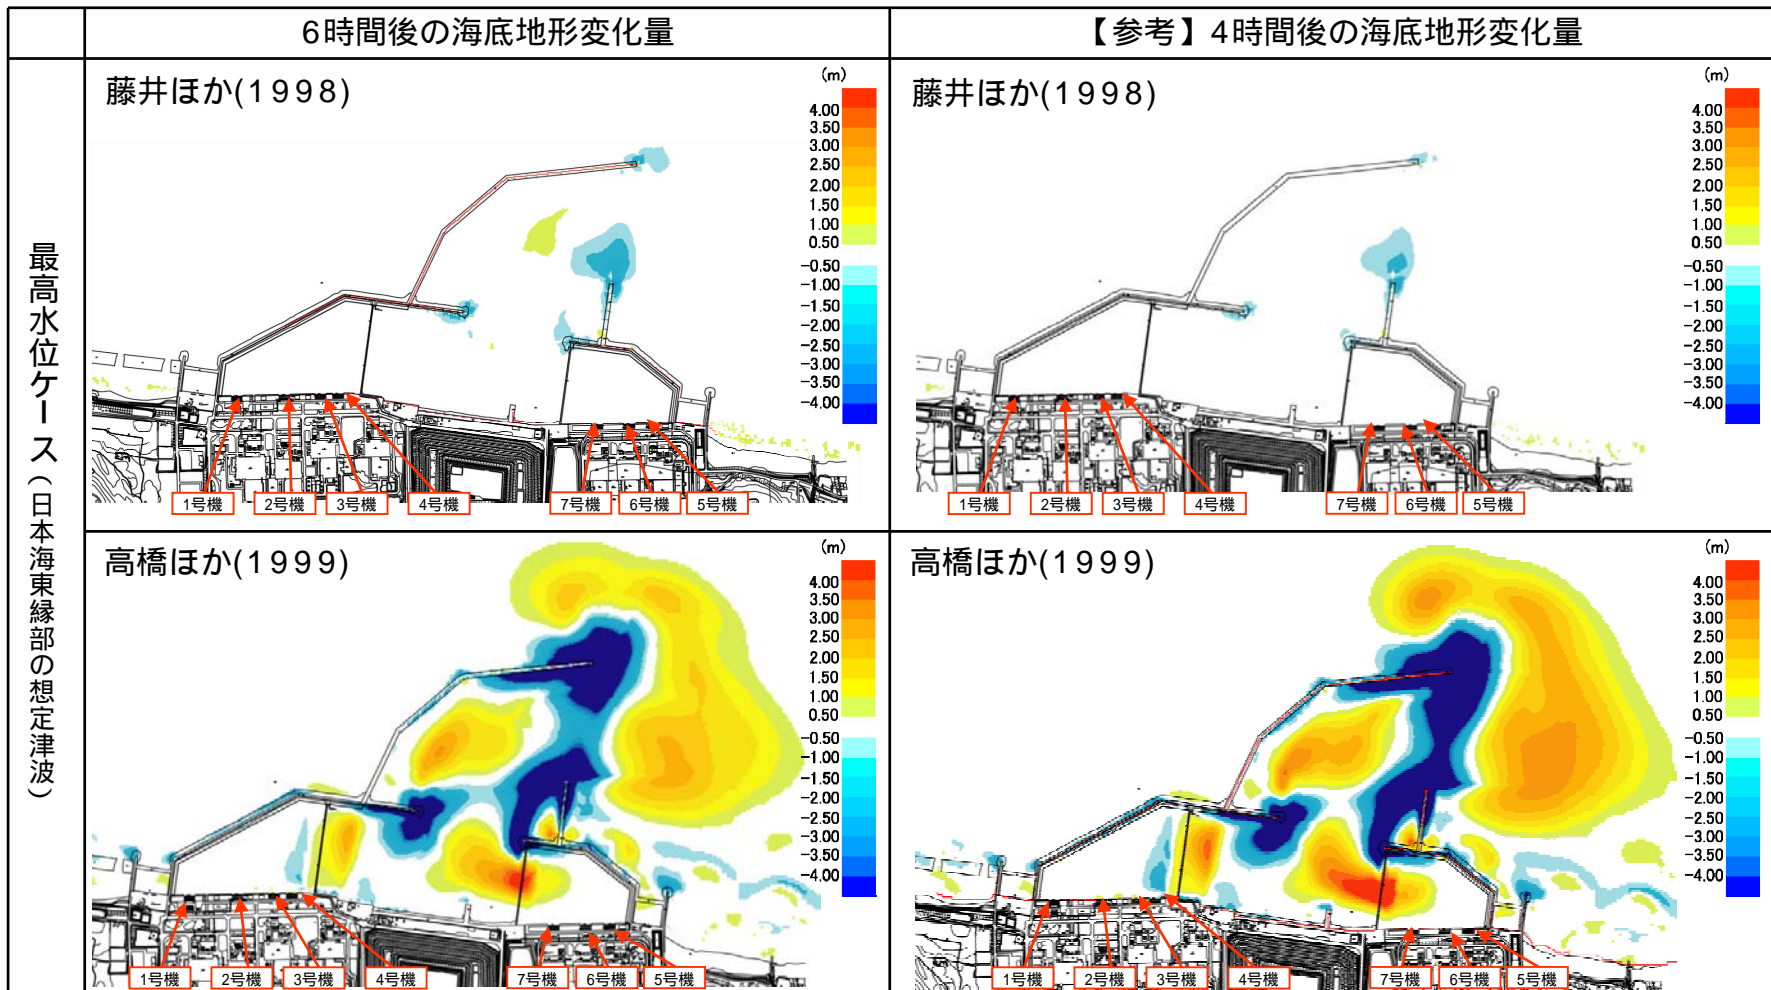 6時間後の海底地形変化量
【参考】4時間後の海底地形変化量
最高水位ケース(日本海東縁部の想定津波)
藤井ほか(1998)
(m)
4.00
3.50
3.00
2.50
2.00
1.50
1.00
0.50
-0.50
-1.00
-1.50
-2.00
-2.50
-3.00
-3.50
-4.00
1号機
2号機
3号機
4号機
7号機
6号機
5号機
藤井ほか(1998)
(m)
4.00
3.50
3.00
2.50
2.00
1.50
1.00
0.50
-0.50
-1.00
-1.50
-2.00
-2.50
-3.00
-3.50
-4.00
1号機
2号機
3号機
4号機
7号機
6号機
5号機
高橋ほか(1999)
(m)
4.00
3.50
3.00
2.50
2.00
1.50
1.00
0.50
-0.50
-1.00
-1.50
-2.00
-2.50
-3.00
-3.50
-4.00
1号機
2号機
3号機
4号機
7号機
6号機
5号機
高橋ほか(1999)
(m)
4.00
3.50
3.00
2.50
2.00
1.50
1.00
0.50
-0.50
-1.00
-1.50
-2.00
-2.50
-3.00
-3.50
-4.00
1号機
2号機
3号機
4号機
7号機
6号機
5号機